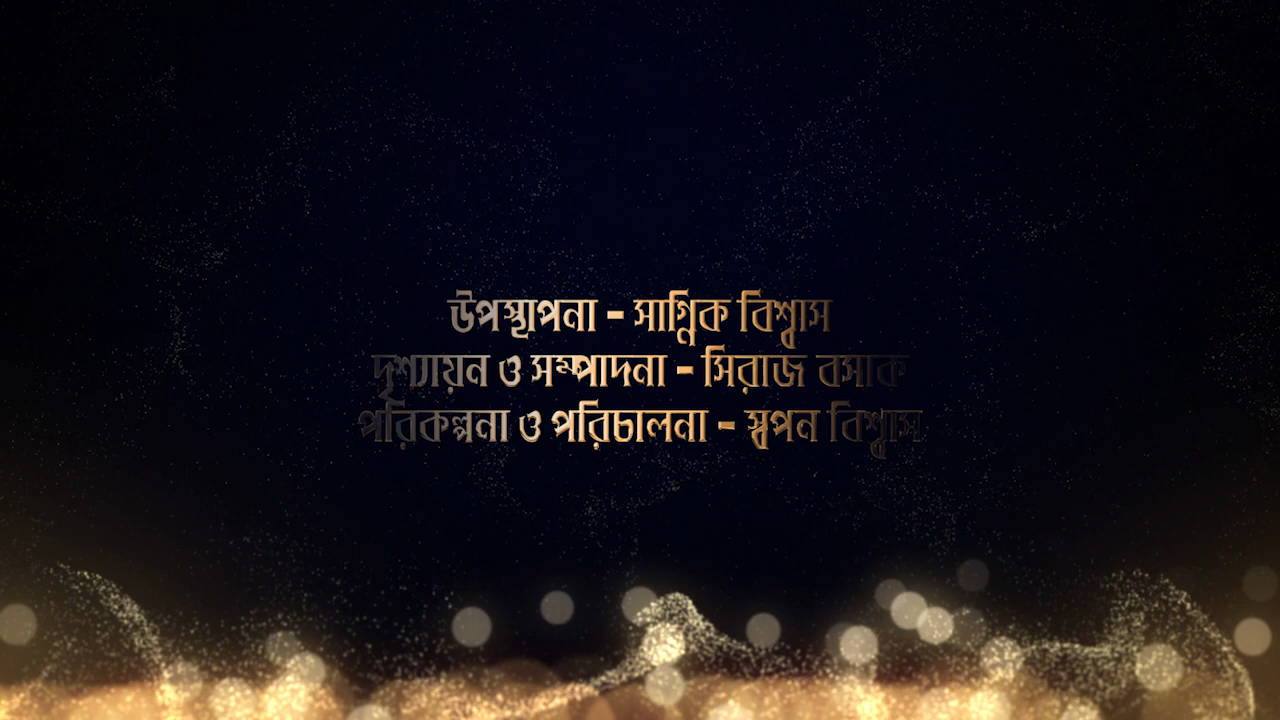 উপস্থাপনা - সাগ্নিক বিশ্বাস
দৃশ্যায়ন ও সম্পাদনা - সিরাজ বসাক
পরিকল্পনা ও পরিচালনা - স্বপন বিশ্বাস